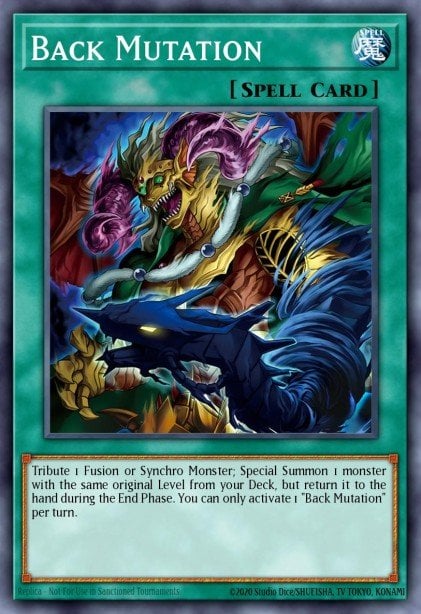 Back Mutation
SPELL
魔
[Spell Card]
Tribute 1 Fusion or Synchro Monster; Special Summon 1 monster
with the same original Level from your Deck, but return it to the
hand during the End Phase. You can only activate 1 "Back Mutation"
per turn.
Replica - Not For Use in Sanctioned Tournaments
©2020 Studio Dice/SHUEISHA, TV TOKYO, KONAMI